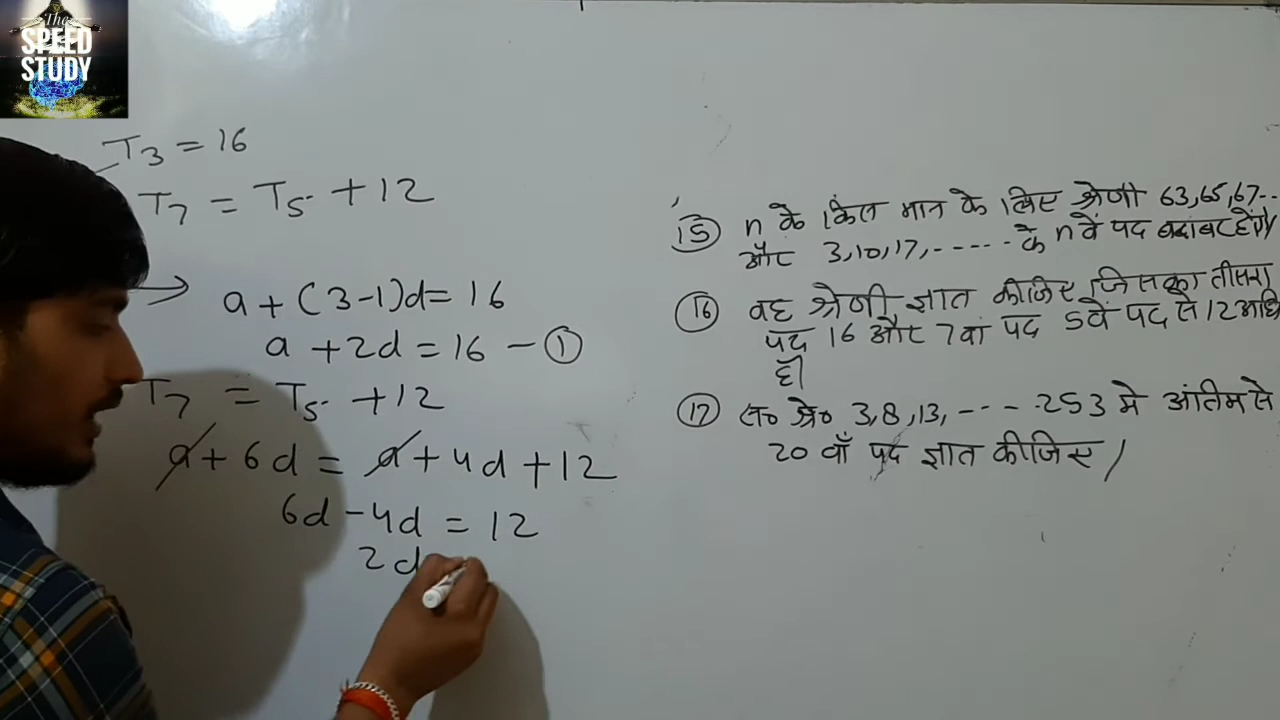 The
SPEED
STUDY
T₃ = 16
T₇ = T₅ + 12
→ a + (3-1)d = 16
a + 2d = 16 - ①
T₇ = T₅ + 12
a + 6d = a + 4d + 12
6d - 4d = 12
2d
⑮ n के किस मान के लिए श्रेणी 63,65,67..
और 3,10,17,----- के n वें पद बराबर होंगे/
⑯ वह श्रेणी ज्ञात कीजिए जिसका तीसरा
पद 16 और 7वां पद 5वें पद से 12 अधि
हो/
⑰ स० श्रे० 3,8,13,---.253 मे अंतिम से
20 वाँ पद ज्ञात कीजिए/